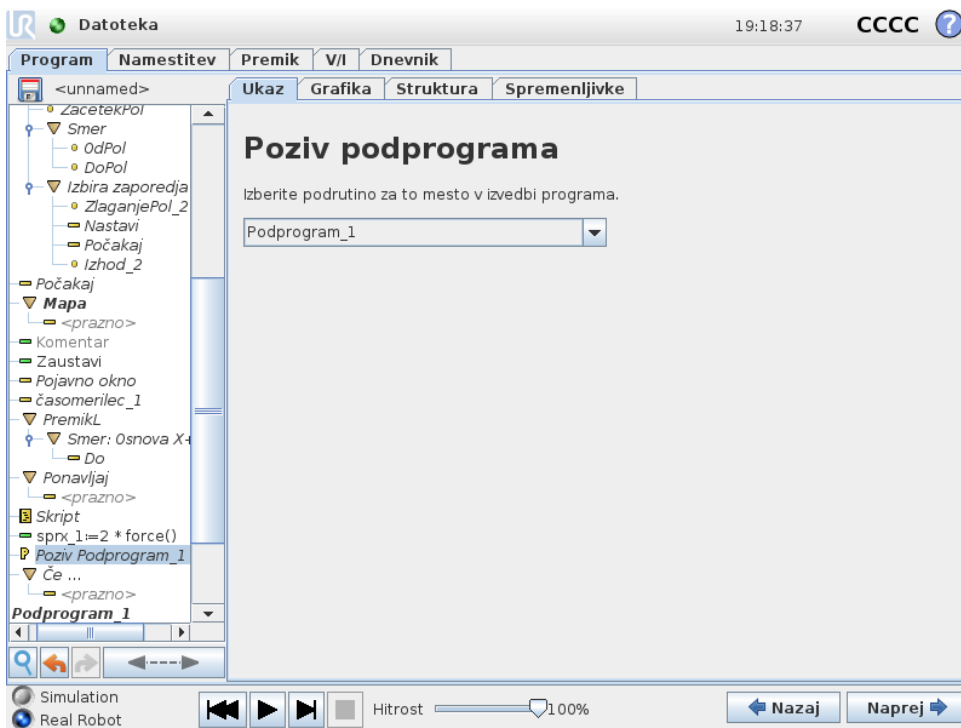 Datoteka
19:18:37
CCCC
?
Program
Namestitev
Premik
V/I
Dnevnik
<unnamed>
Ukaz
Grafika
Struktura
Spremenljivke
ZacetekPol
Smer
OdPol
DoPol
Izbira zaporedja
ZlaganjePol_2
Nastavi
Počakaj
Izhod_2
Počakaj
Mapa
<prazno>
Komentar
Zaustavi
Pojavno okno
časomerilec_1
PremikL
Smer: Osnova X+
Do
Ponavljaj
<prazno>
Skript
sprx_1≔2 * force()
Poziv Podprogram_1
Če ...
<prazno>
Podprogram_1
Poziv podprograma
Izberite podrutino za to mesto v izvedbi programa.
Podprogram_1
Simulation
Real Robot
Hitrost
100%
Nazaj
Naprej